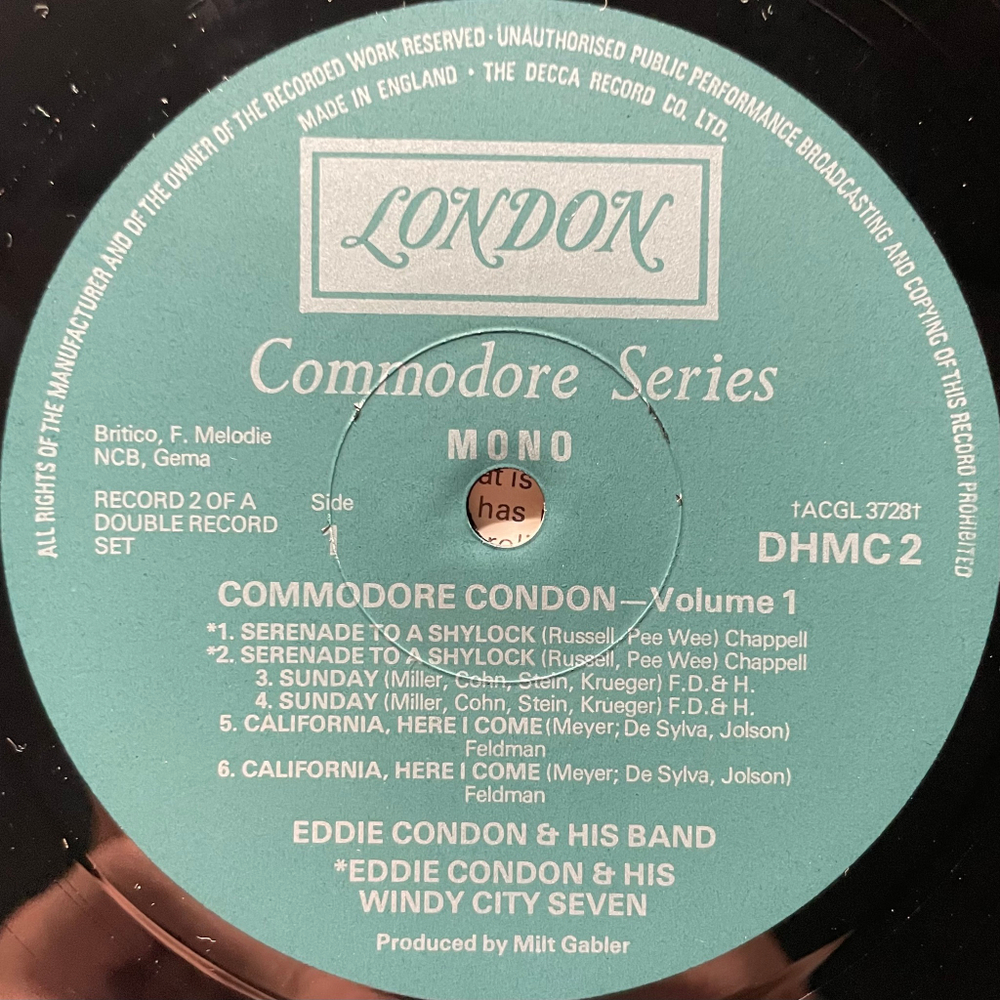 ALL RIGHTS OF THE MANUFACTURER AND OF THE OWNER OF THE RECORDED WORK RESERVED · UNAUTHORISED PUBLIC PERFORMANCE BROADCASTING AND COPYING OF THIS RECORD PROHIBITED
MADE IN ENGLAND · THE DECCA RECORD CO. LTD.
LONDON
Commodore Series
MONO
Britico, F. Melodie
NCB, Gema
RECORD 2 OF A
DOUBLE RECORD
SET
Side
1
at is
has
†ACGL 3728†
DHMC 2
COMMODORE CONDON—Volume 1
*1. SERENADE TO A SHYLOCK (Russell, Pee Wee) Chappell
*2. SERENADE TO A SHYLOCK (Russell, Pee Wee) Chappell
3. SUNDAY (Miller, Cohn, Stein, Krueger) F.D.& H.
4. SUNDAY (Miller, Cohn, Stein, Krueger) F.D.& H.
5. CALIFORNIA, HERE I COME (Meyer; De Sylva, Jolson)
Feldman
6. CALIFORNIA, HERE I COME (Meyer; De Sylva, Jolson)
Feldman
EDDIE CONDON & HIS BAND
*EDDIE CONDON & HIS
WINDY CITY SEVEN
Produced by Milt Gabler